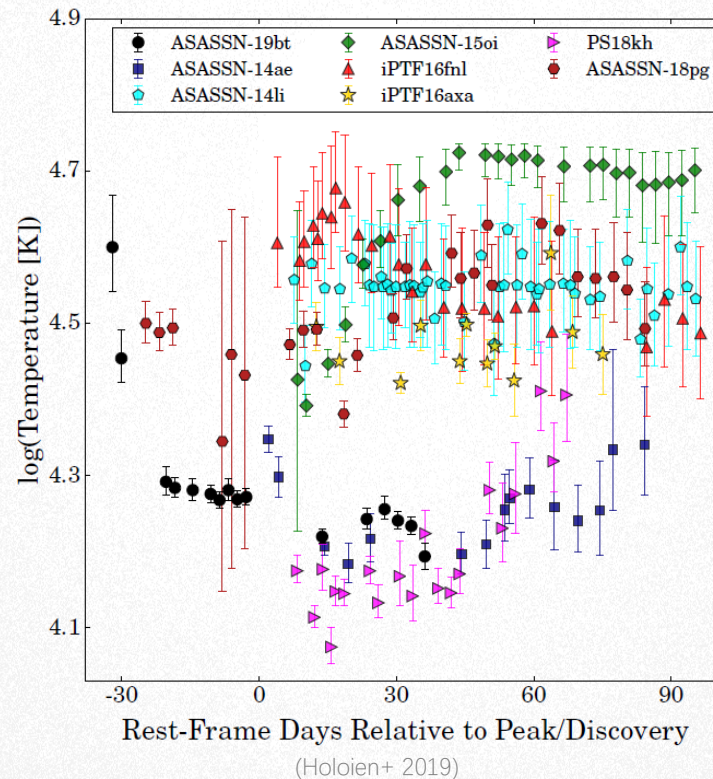 4.9
ASASSN-19bt ASASSN-15oi PS18kh
ASASSN-14ae iPTF16fnl ASASSN-18pg
ASASSN-14li iPTF16axa
4.7
4.5
4.3
4.1
log(Temperature [K])
-30 0 30 60 90
Rest-Frame Days Relative to Peak/Discovery
(Holoien+ 2019)